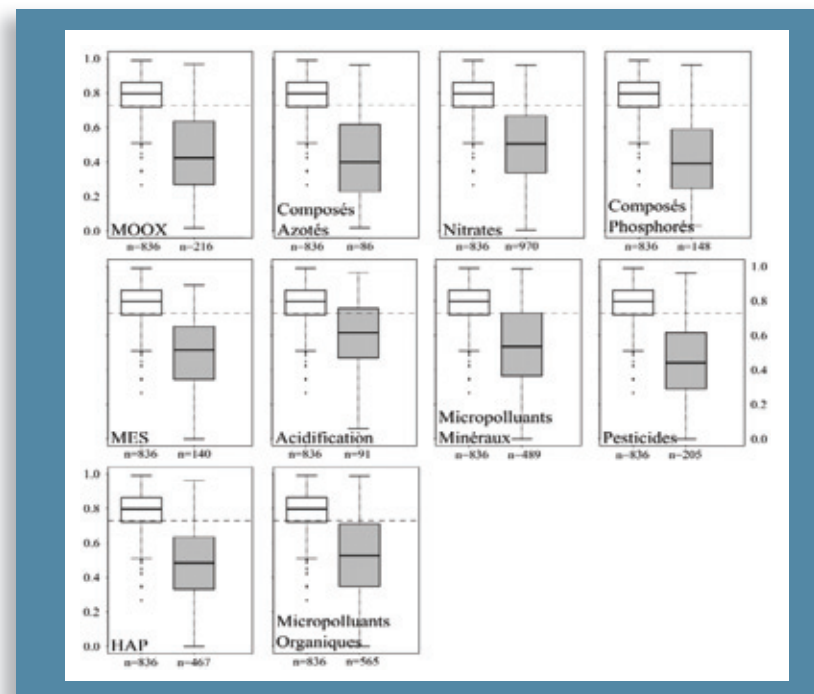 1.0
0.8
0.6
0.4
0.2
0.0
MOOX
Composés
Azotés
Nitrates
Composés
Phosphorés
n=836 n=216
n=836 n=86
n=836 n=970
n=836 n=148
1.0
0.8
0.6
0.4
0.2
0.0
MES
Acidification
Micropolluants
Minéraux
Pesticides
n=836 n=140
n=836 n=91
n=836 n=489
n=836 n=205
1.0
0.8
0.6
0.4
0.2
0.0
HAP
Micropolluants
Organiques
n=836 n=467
n=836 n=565